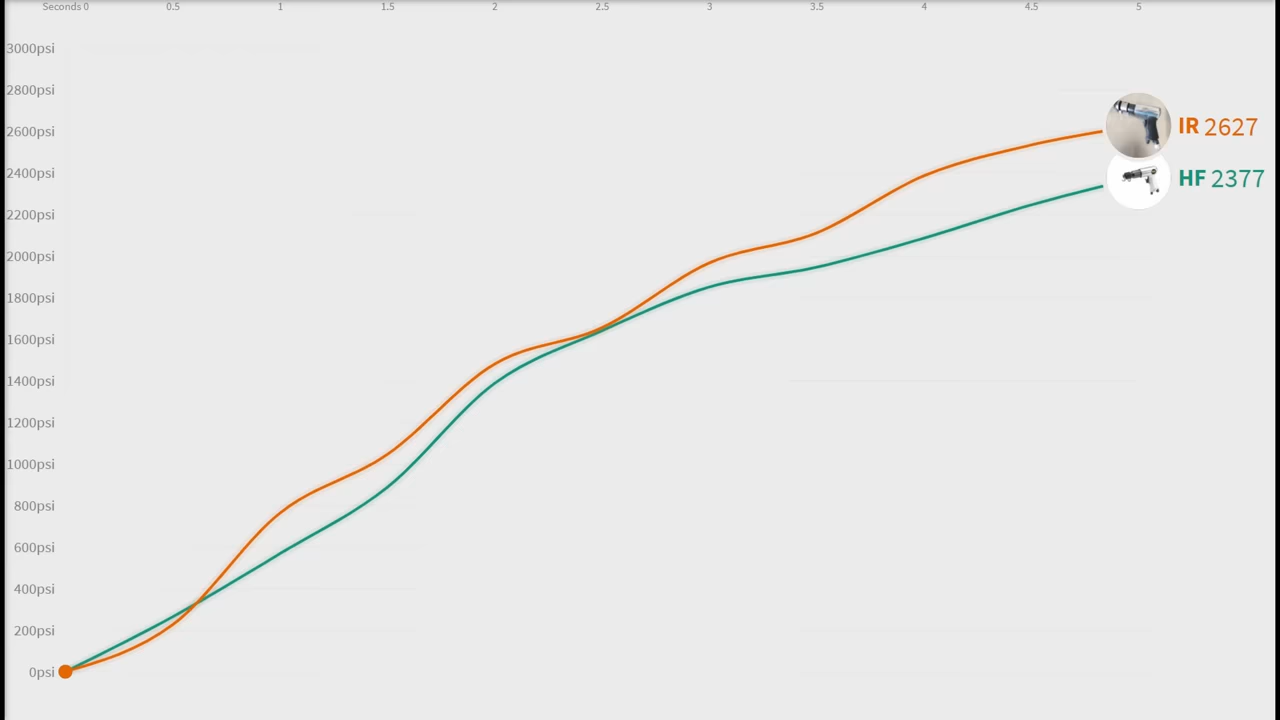 Seconds 0 0.5 1 1.5 2 2.5 3 3.5 4 4.5 5
3000psi
2800psi
2600psi
IR 2627
2400psi
HF 2377
2200psi
2000psi
1800psi
1600psi
1400psi
1200psi
1000psi
800psi
600psi
400psi
200psi
0psi